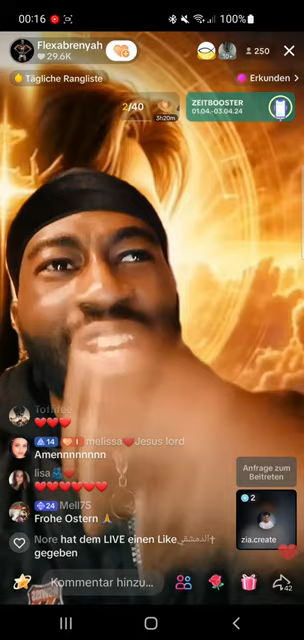 00:16
100%
Flexabrenyah
29.6K
250
Tägliche Rangliste
Erkunden >
2/40
3h20m
ZEITBOOSTER
01.04.-03.04.24
❤️❤️❤️
14 1 melissa❤️Jesus lord
Amennnnnnnn
lisa
❤️❤️❤️❤️❤️❤️
24 Mell75
Frohe Ostern 🙏
Nore hat dem LIVE einen Like
gegeben
Anfrage zum
Beitreten
2
zia.create
Kommentar hinzu...
42